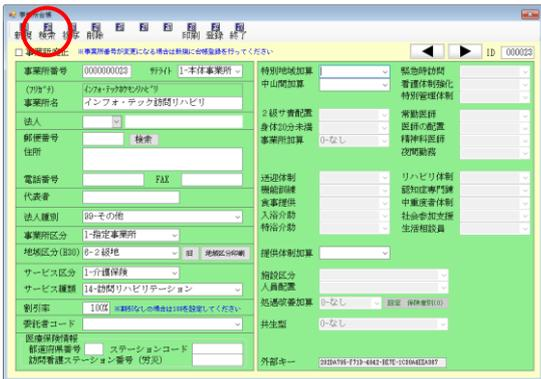 事業所台帳
新規 検索 複写 削除 印刷 登録 終了
事業所廃止 ※事業所番号が変更になる場合は新規に台帳登録を行ってください ID 000023
事業所番号 0000000023 サテライト 1-本体事業所
(フリガナ) インフォ・テックホウモンリハビリ
事業所名 インフォ・テック訪問リハビリ
法人
郵便番号 検索
住所
電話番号 FAX
代表者
法人種別 99-その他
事業所区分 1-指定事業所
地域区分(H30) 6-2級地 旧 地域区分印刷
サービス区分 1-介護保険
サービス種類 14-訪問リハビリテーション
割引率 100% ※割引なしの場合は100を設定してください
委託者コード
医療保険情報
都道府県番号 ステーションコード
訪問看護ステーション番号 (労災)
特別地域加算 緊急時訪問
中山間加算 看護体制強化
特別管理体制
2級サ責配置 常勤医師
身体20分未満 医師の配置
事業所加算 0-なし 精神科医師
夜間勤務
送迎体制 リハビリ体制
機能訓練 認知症専門棟
食事提供 中重度者体制
入浴介助 社会参加支援
特浴介助 生活相談員
提供体制加算
施設区分
人員配置
処遇改善加算 0-なし 設定 保険者別(0)
共生型 0-なし
外部キー